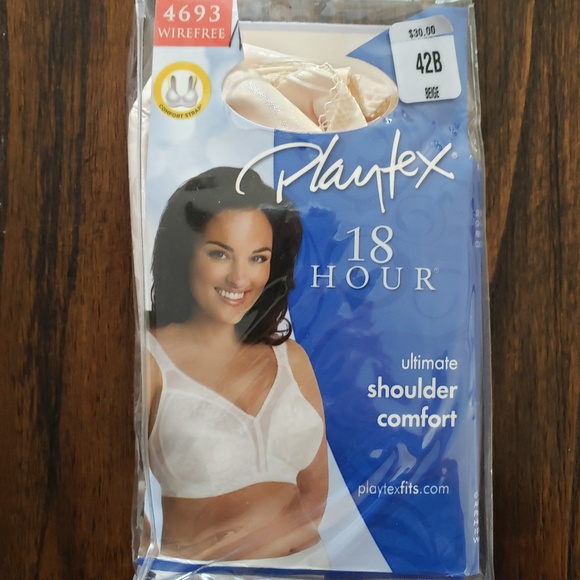 4693
WIREFREE
$30.00
42B
BEIGE
COMFORT STRAP
Playtex®
18
HOUR®
ultimate
shoulder
comfort
playtexfits.com